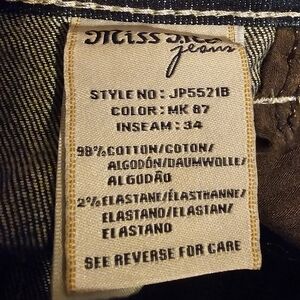 Miss Me
jeans
STYLE NO: JP5521B
COLOR: MK 87
INSEAM: 34
98% COTTON/COTON/
ALGODÓN/DAUMWOLLE/
ALGODÃO
2% ELASTANE/ÉLASTHANNE/
ELASTANO/ELASTAN/
ELASTANO
SEE REVERSE FOR CARE